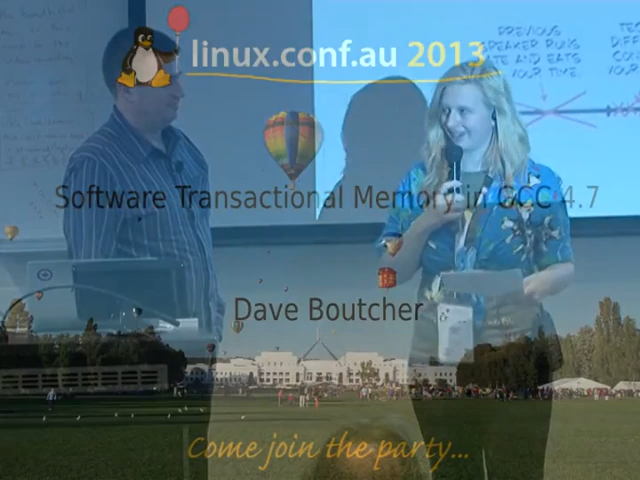 linux.conf.au 2013
PREVIOUS
SPEAKER RUNS
LATE AND EATS
YOUR TIME.
Software Transactional Memory in GCC 4.7
Dave Boutcher
Come join the party...